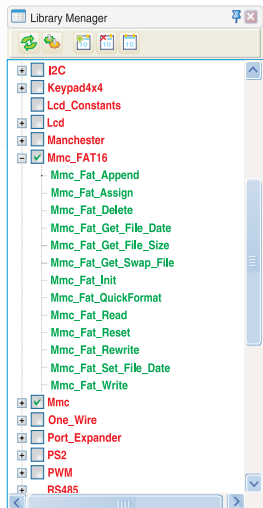 Library Menager
I2C
Keypad4x4
Lcd_Constants
Lcd
Manchester
Mmc_FAT16
Mmc_Fat_Append
Mmc_Fat_Assign
Mmc_Fat_Delete
Mmc_Fat_Get_File_Date
Mmc_Fat_Get_File_Size
Mmc_Fat_Get_Swap_File
Mmc_Fat_Init
Mmc_Fat_QuickFormat
Mmc_Fat_Read
Mmc_Fat_Reset
Mmc_Fat_Rewrite
Mmc_Fat_Set_File_Date
Mmc_Fat_Write
Mmc
One_Wire
Port_Expander
PS2
PWM
RS485